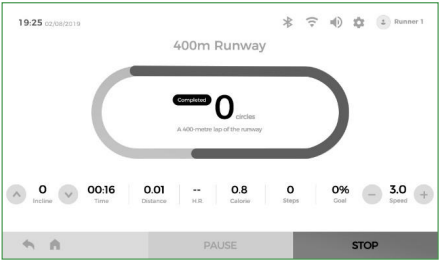 19:25 02/08/2019 Runner 1
400m Runway
Completed 0 circles
A 400-metre lap of the runway
0 00:16 0.01 -- 0.8 0 0% 3.0
Incline Time Distance H.R. Calorie Steps Goal Speed
PAUSE STOP